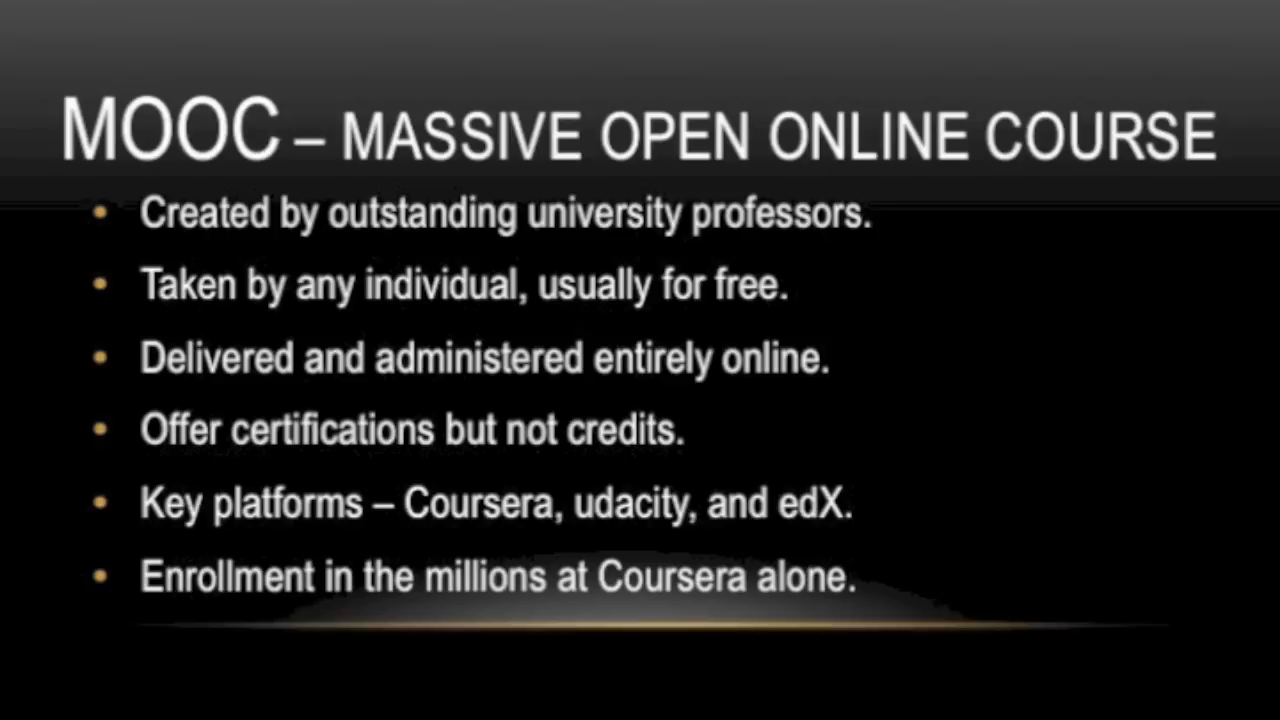 MOOC – MASSIVE OPEN ONLINE COURSE
• Created by outstanding university professors.
• Taken by any individual, usually for free.
• Delivered and administered entirely online.
• Offer certifications but not credits.
• Key platforms – Coursera, udacity, and edX.
• Enrollment in the millions at Coursera alone.